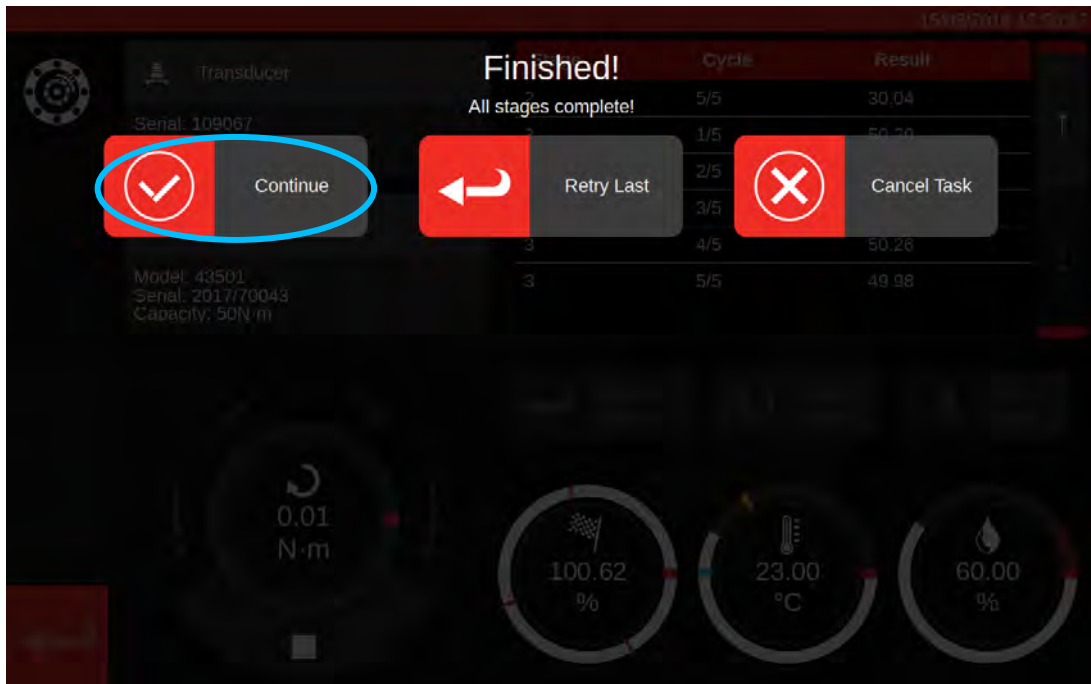 Finished!
All stages complete!
Continue
Retry Last
Cancel Task
Transducer
Serial: 109067
Model: 43501
Serial: 2017/70043
Capacity: 50N·m
Cycle Result
5/5 30.04
1/5 50.20
2/5
3/5
3 4/5 50.28
3 5/5 49.98
0.01
N·m
100.62
%
23.00
°C
60.00
%